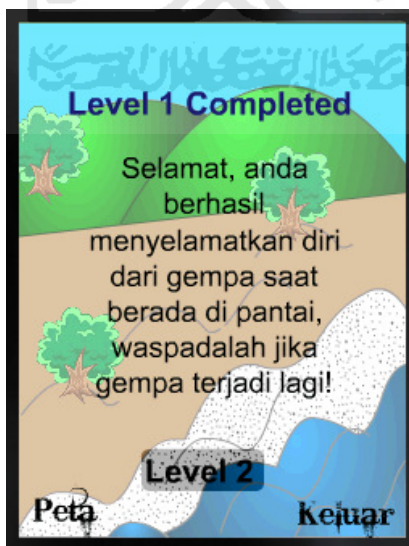 Level 1 Completed
Selamat, anda
berhasil
menyelamatkan diri
dari gempa saat
berada di pantai,
waspadalah jika
gempa terjadi lagi!
Level 2
Peta Keluar